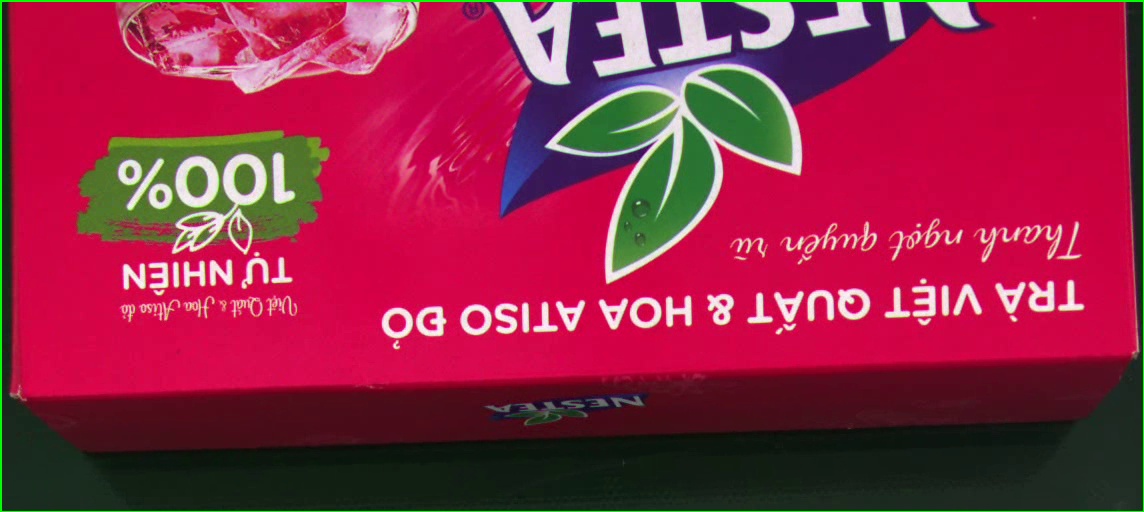 TRÀ VIỆT QUẤT & HOA ATISO ĐỎ
Thanh ngọt quyến rũ
NESTEA
®
Việt Quất & Hoa Atiso đỏ
TỰ NHIÊN
100%
NESTEA